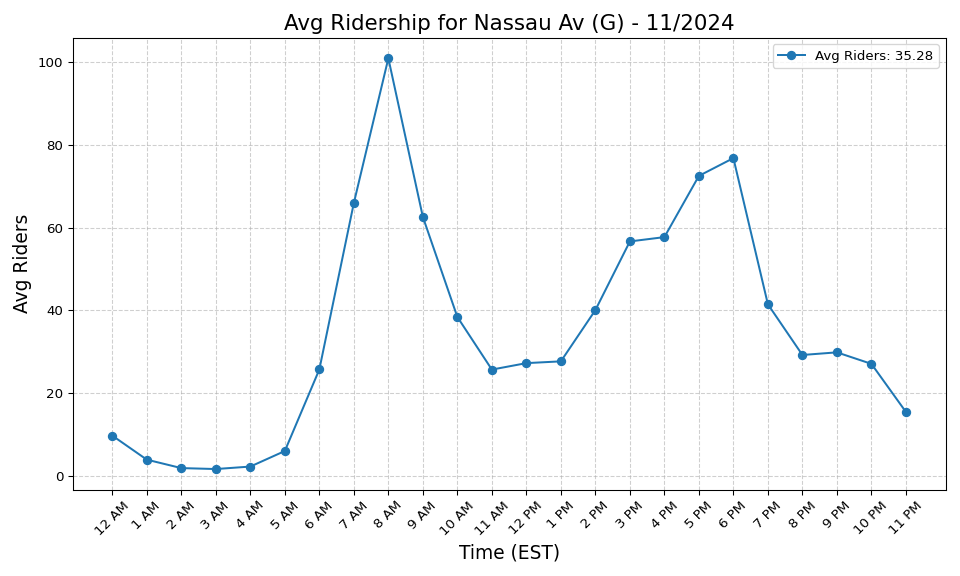 Avg Ridership for Nassau Av (G) - 11/2024
Avg Riders: 35.28
Avg Riders
100
80
60
40
20
0
12 AM 1 AM 2 AM 3 AM 4 AM 5 AM 6 AM 7 AM 8 AM 9 AM 10 AM 11 AM 12 PM 1 PM 2 PM 3 PM 4 PM 5 PM 6 PM 7 PM 8 PM 9 PM 10 PM 11 PM
Time (EST)